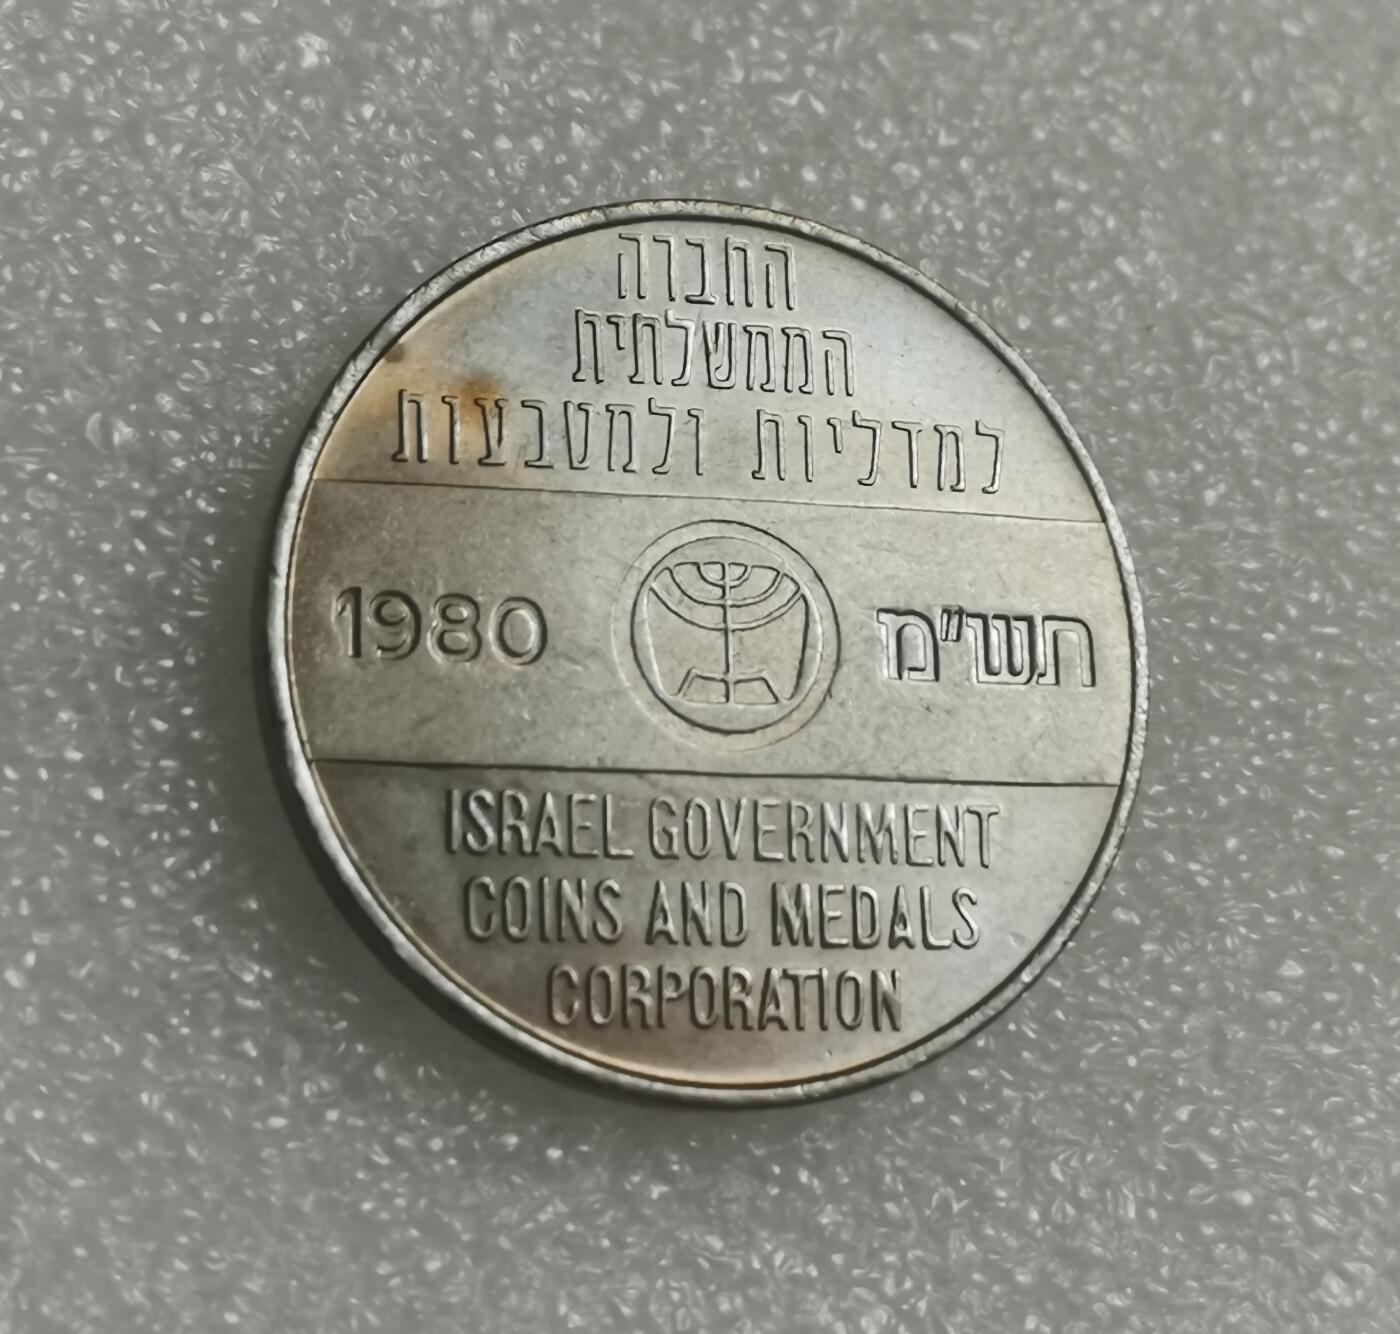 החברה
הממשלתית
למדליות ולמטבעות
1980 תש"מ
ISRAEL GOVERNMENT
COINS AND MEDALS
CORPORATION